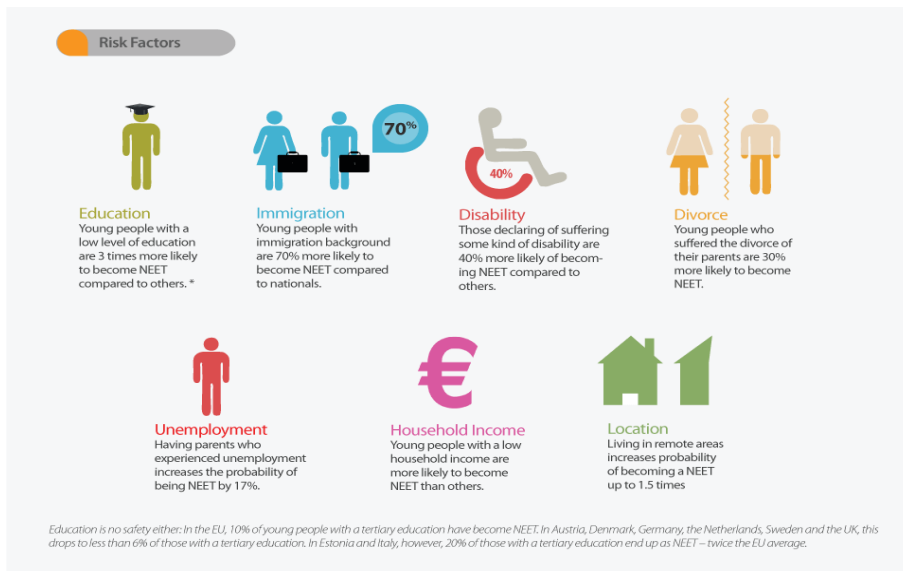 Risk Factors
70%
40%
Education
Young people with a
low level of education
are 3 times more likely
to become NEET
compared to others. *
Immigration
Young people with
immigration background
are 70% more likely to
become NEET compared
to nationals.
Disability
Those declaring of suffering
some kind of disability are
40% more likely of becom-
ing NEET compared to
others.
Divorce
Young people who
suffered the divorce of
their parents are 30%
more likely to become
NEET.
Unemployment
Having parents who
experienced unemployment
increases the probability of
being NEET by 17%.
€
Household Income
Young people with a low
household income are
more likely to become
NEET than others.
Location
Living in remote areas
increases probability
of becoming a NEET
up to 1.5 times
Education is no safety either: In the EU, 10% of young people with a tertiary education have become NEET. In Austria, Denmark, Germany, the Netherlands, Sweden and the UK, this
drops to less than 6% of those with a tertiary education. In Estonia and Italy, however, 20% of those with a tertiary education end up as NEET – twice the EU average.